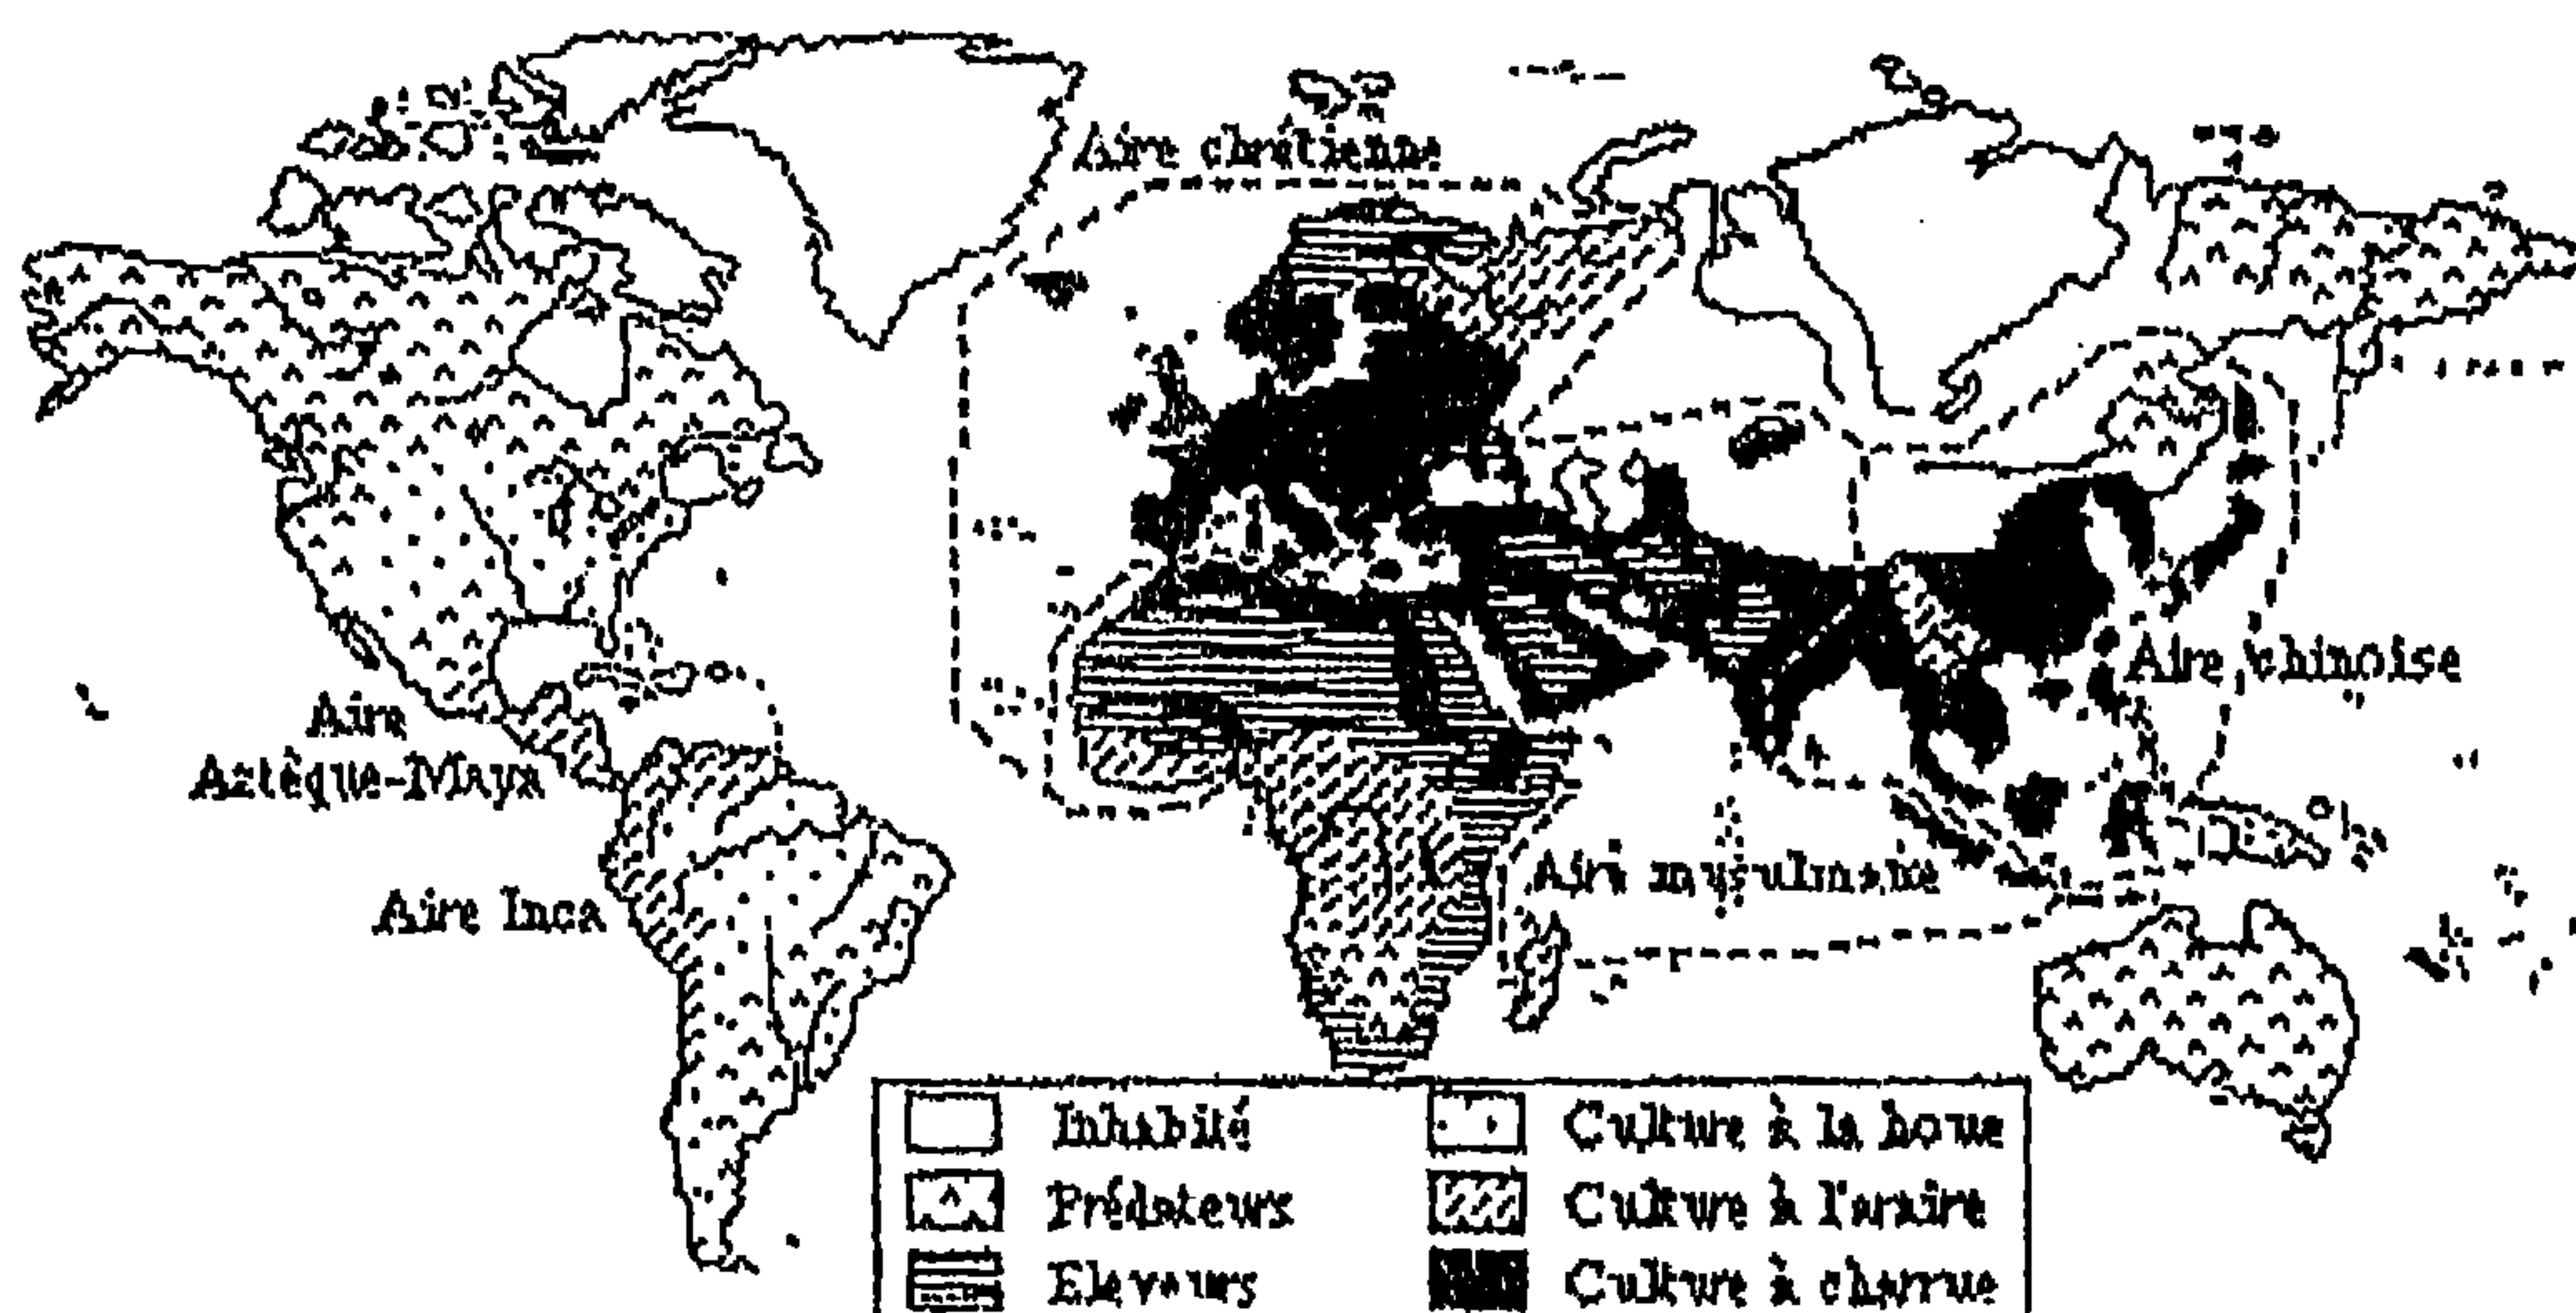 Aire chrétienne
Aire chinoise
Aire
Aztèque-Maya
Aire Inca
Aire musulmane
Inhabité
Prédateurs
Eleveurs
Culture à la houe
Culture à l'araire
Culture à charrue